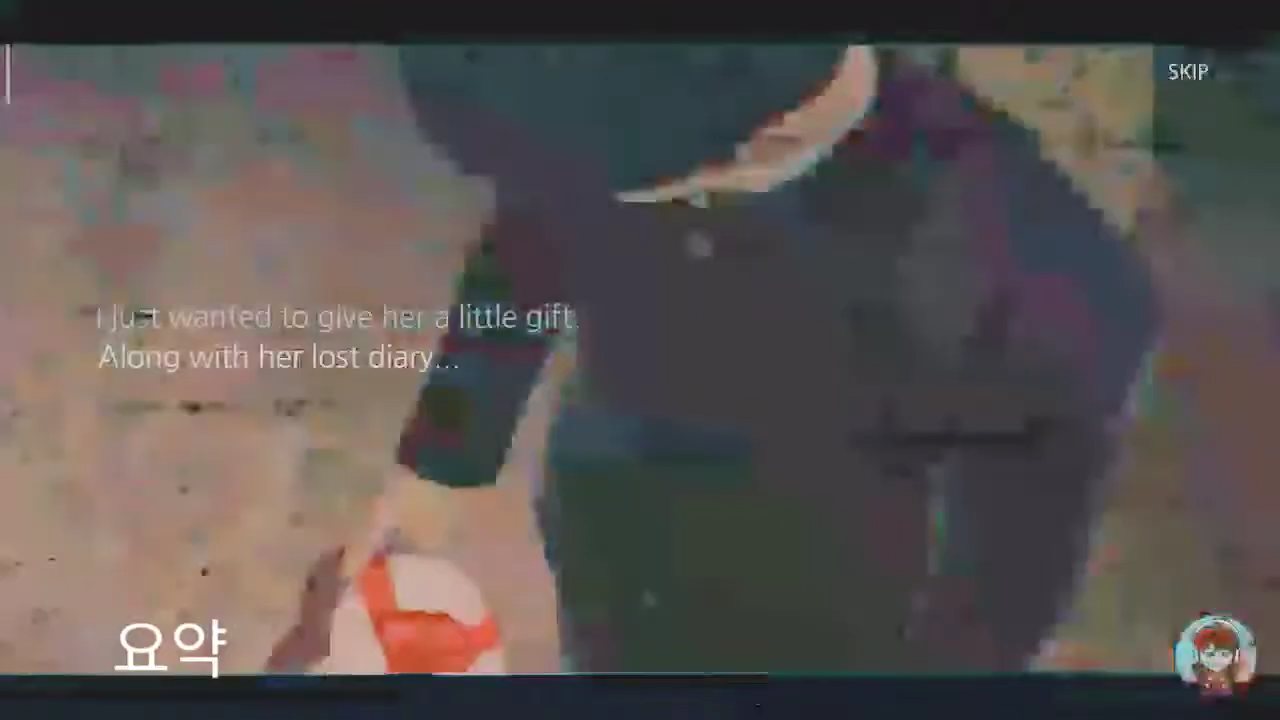 SKIP
I just wanted to give her a little gift.
Along with her lost diary...
요약